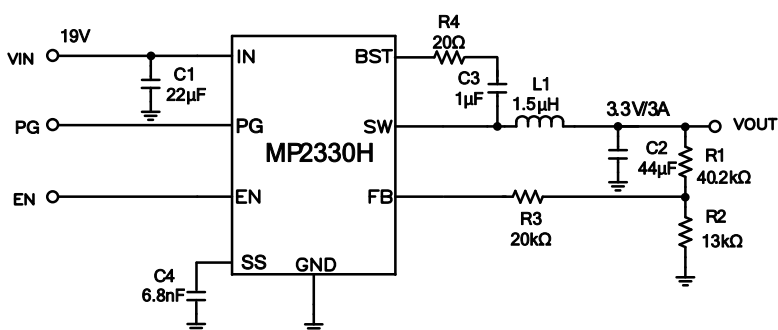 19V
VIN
C1
22µF
PG
EN
C4
6.8nF
IN
PG
EN
SS
GND
MP2330H
BST
SW
FB
R4
20Ω
C3
1µF
L1
1.5µH
3.3V/3A
VOUT
C2
44µF
R1
40.2kΩ
R3
20kΩ
R2
13kΩ